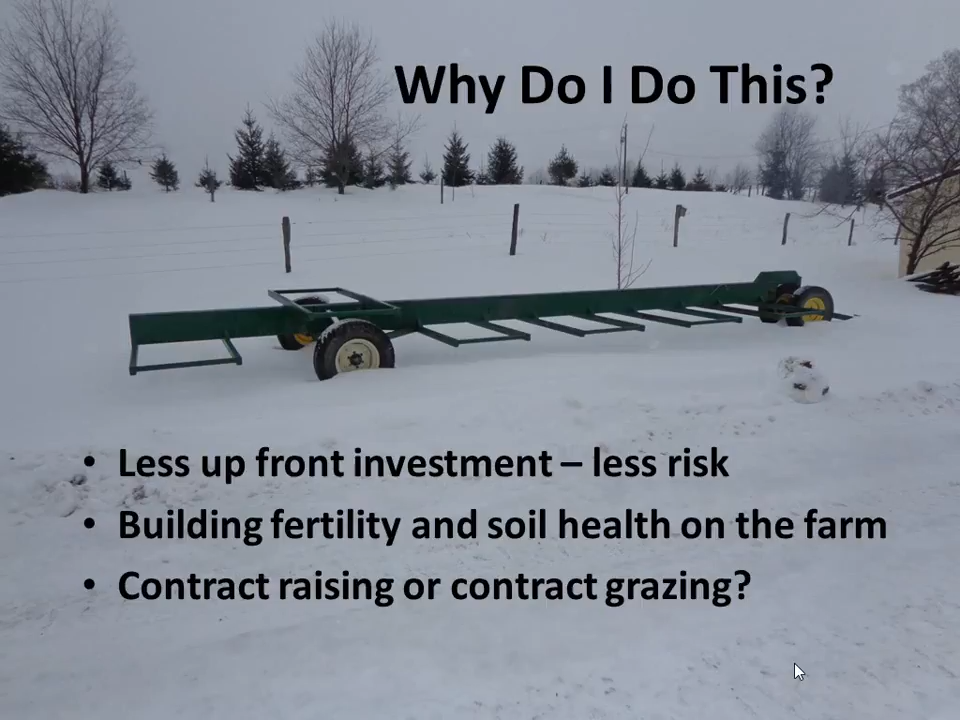 Why Do I Do This?
• Less up front investment – less risk
• Building fertility and soil health on the farm
• Contract raising or contract grazing?